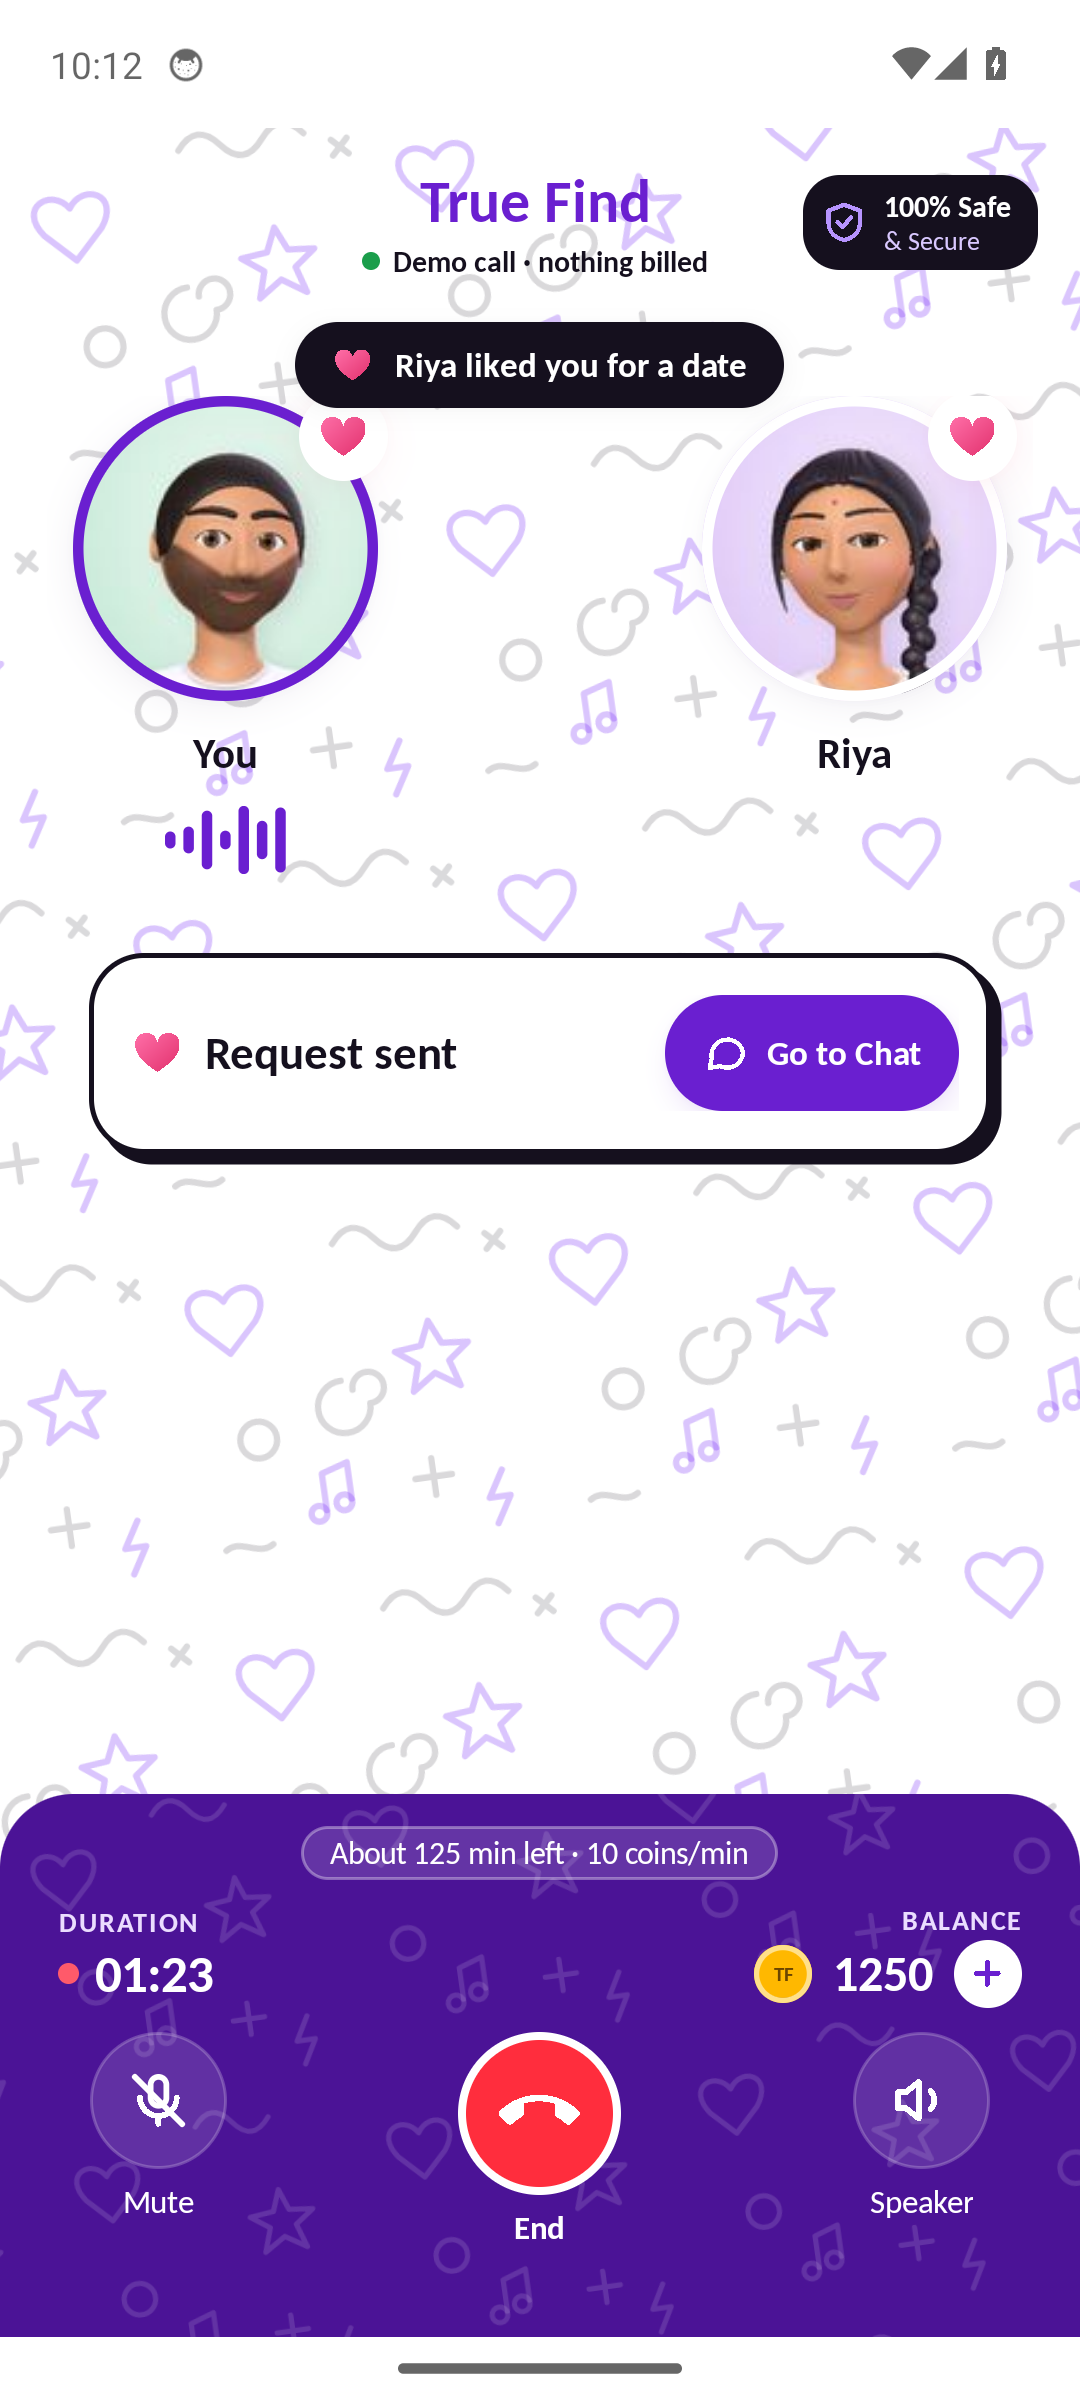 10:12
True Find
Demo call · nothing billed
100% Safe
& Secure
Riya liked you for a date
You
Riya
Request sent
Go to Chat
About 125 min left · 10 coins/min
DURATION
BALANCE
01:23
TF
1250
Mute
End
Speaker